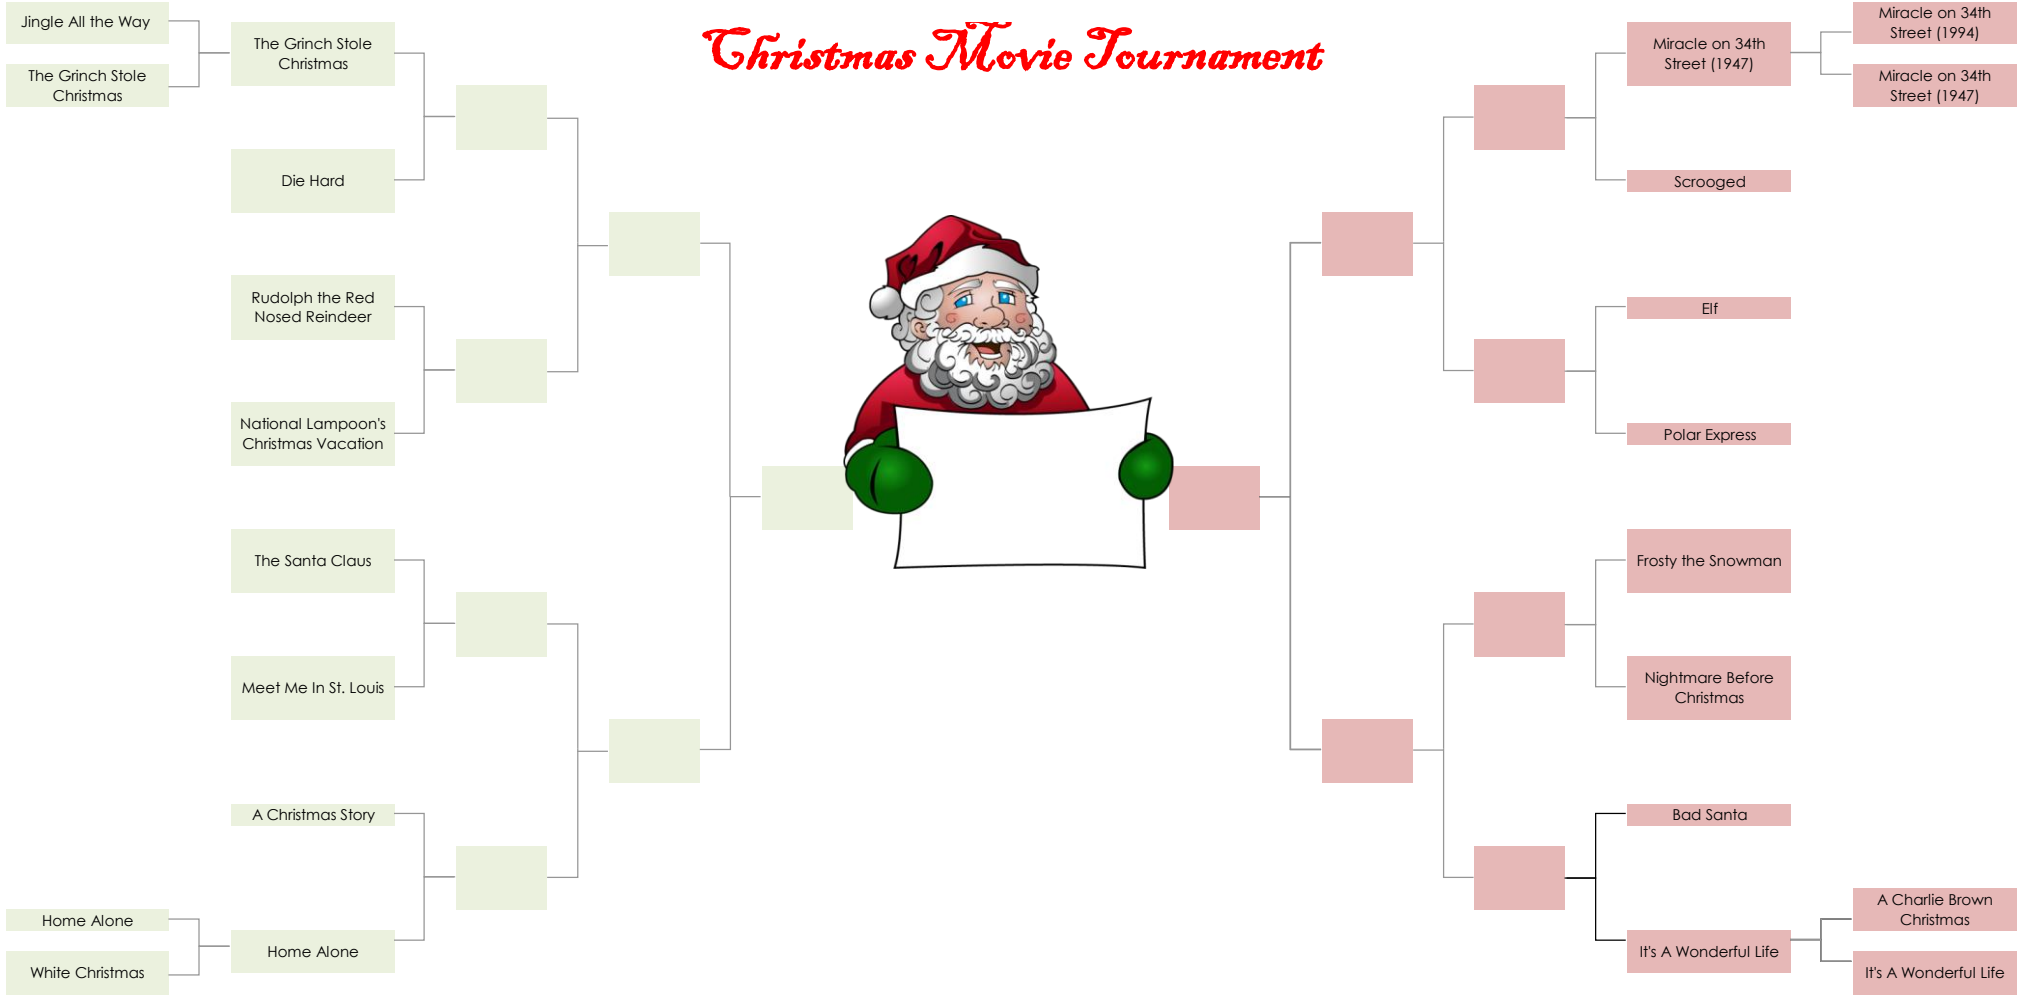 Christmas Movie Tournament
Jingle All the Way
The Grinch Stole
Christmas
The Grinch Stole
Christmas
Die Hard
Rudolph the Red
Nosed Reindeer
National Lampoon's
Christmas Vacation
The Santa Claus
Meet Me In St. Louis
A Christmas Story
Home Alone
White Christmas
Home Alone
Miracle on 34th
Street (1947)
Miracle on 34th
Street (1994)
Miracle on 34th
Street (1947)
Scrooged
Elf
Polar Express
Frosty the Snowman
Nightmare Before
Christmas
Bad Santa
It's A Wonderful Life
A Charlie Brown
Christmas
It's A Wonderful Life